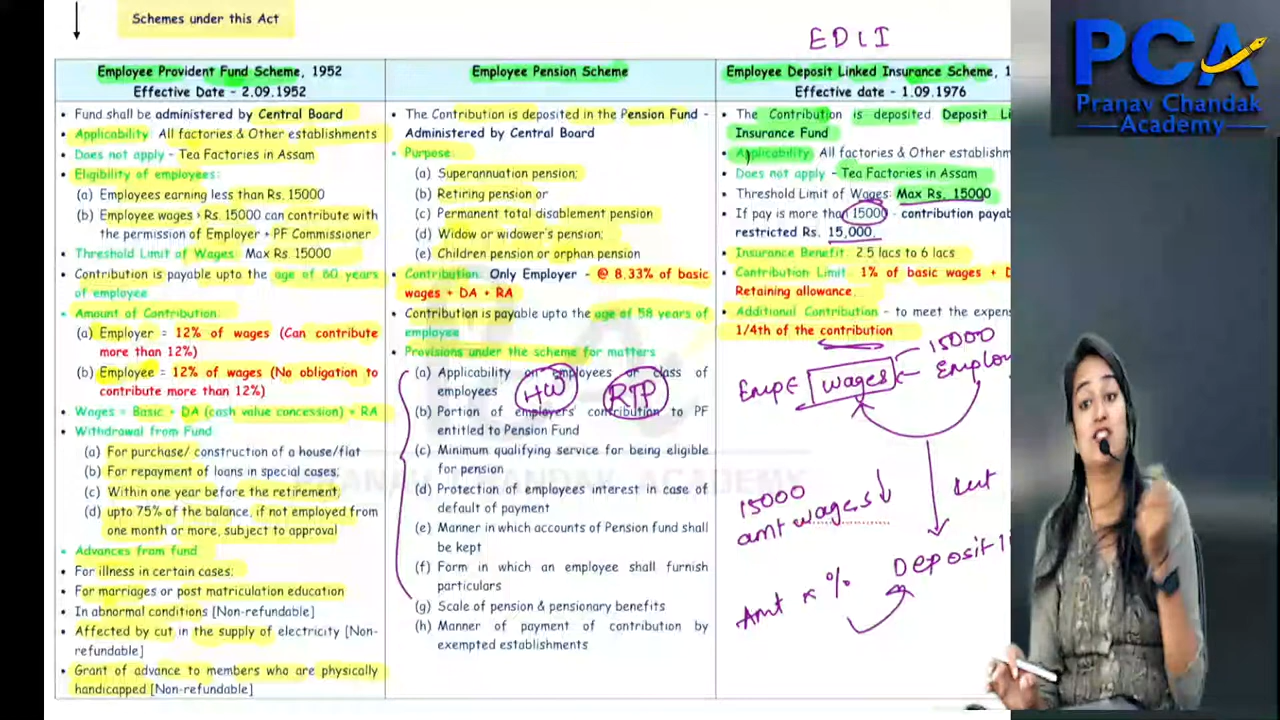 Schemes under this Act
EDLI
PCA
Pranav Chandak
Academy
Employee Provident Fund Scheme, 1952
Effective Date - 2.09.1952
Fund shall be administered by Central Board
Applicability All factories & Other establishments
Does not apply - Tea Factories in Assam
Eligibility of employees:
(a) Employees earning less than Rs. 15000
(b) Employee wages > Rs. 15000 can contribute with
the permission of Employer + PF Commissioner
Threshold Limit of Wages: Max Rs. 15000
Contribution is payable upto the age of 60 years
of employee
Amount of Contribution:
(a) Employer = 12% of wages (Can contribute
more than 12%)
(b) Employee = 12% of wages (No obligation to
contribute more than 12%)
Wages = Basic + DA (cash value concession) + RA
Withdrawal from Fund
(a) For purchase/ construction of a house/flat
(b) For repayment of loans in special cases;
(c) Within one year before the retirement;
(d) upto 75% of the balance, if not employed from
one month or more, subject to approval
Advances from fund
For illness in certain cases:
For marriages or post matriculation education
In abnormal conditions [Non-refundable]
Affected by cut in the supply of electricity [Non-
refundable]
Grant of advance to members who are physically
handicapped [Non-refundable]
Employee Pension Scheme
The Contribution is deposited in the Pension Fund -
Administered by Central Board
Purpose:
(a) Superannuation pension;
(b) Retiring pension or
(c) Permanent total disablement pension
(d) Widow or widower's pension;
(e) Children pension or orphan pension
Contribution: Only Employer - @ 8.33% of basic
wages + DA + RA
Contribution is payable upto the age of 58 years of
employee
Provisions under the scheme for matters
(a) Applicability on employees or class of
employees
HW RTP
(b) Portion of employers' contribution to PF
entitled to Pension Fund
(c) Minimum qualifying service for being eligible
for pension
(d) Protection of employees interest in case of
default of payment
(e) Manner in which accounts of Pension fund shall
be kept
(f) Form in which an employee shall furnish
particulars
(g) Scale of pension & pensionary benefits
(h) Manner of payment of contribution by
exempted establishments
Employee Deposit Linked Insurance Scheme, 1
Effective date - 1.09.1976
The Contribution is deposited Deposit Li
Insurance Fund
Applicability: All factories & Other establishm
Does not apply - Tea Factories in Assam
Threshold Limit of Wages: Max Rs. 15000
If pay is more than 15000 - contribution payab
restricted Rs. 15,000.
Insurance Benefit: 2.5 lacs to 6 lacs
Contribution Limit: 1% of basic wages + D
Retaining allowance.
Additional Contribution - to meet the expens
1/4th of the contribution
15000
wages Employ
15000
amt wages
Deposit li
Amt × %
PRANAV CHANDAK ACADEMY